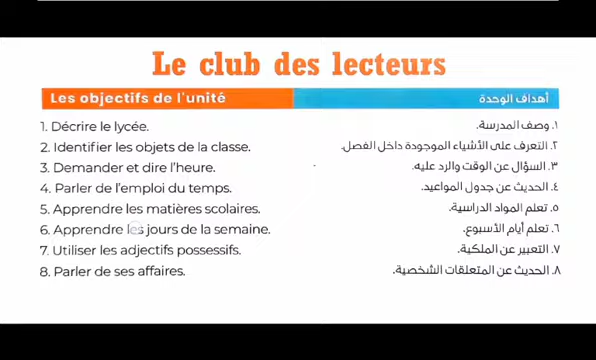 Le club des lecteurs
Les objectifs de l'unité
أهداف الوحدة
1. Décrire le lycée.
١. وصف المدرسة.
2. Identifier les objets de la classe.
٢. التعرف على الأشياء الموجودة داخل الفصل.
3. Demander et dire l'heure.
٣. السؤال عن الوقت والرد عليه.
4. Parler de l'emploi du temps.
٤. الحديث عن جدول المواعيد.
5. Apprendre les matières scolaires.
٥. تعلم المواد الدراسية.
6. Apprendre les jours de la semaine.
٦. تعلم أيام الأسبوع.
7. Utiliser les adjectifs possessifs.
٧. التعبير عن الملكية.
8. Parler de ses affaires.
٨. الحديث عن المتعلقات الشخصية.